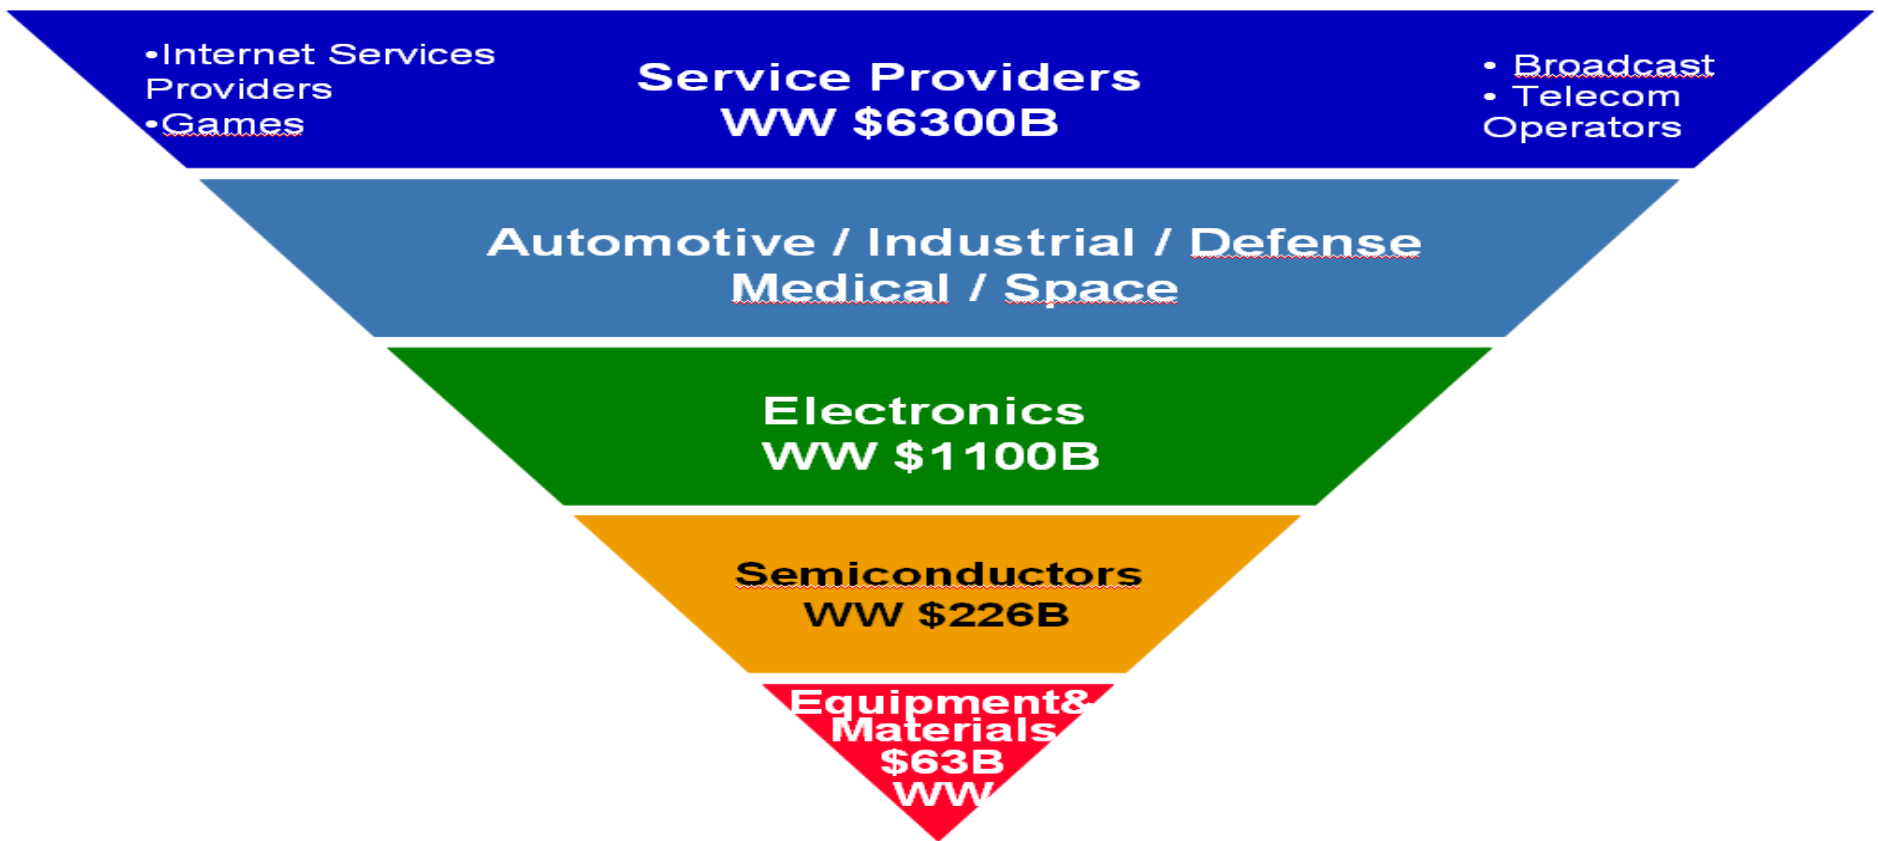 •Internet Services
Providers
•Games
Service Providers
WW $6300B
• Broadcast
• Telecom
Operators
Automotive / Industrial / Defense
Medical / Space
Electronics
WW $1100B
Semiconductors
WW $226B
Equipment&
Materials
$63B
WW